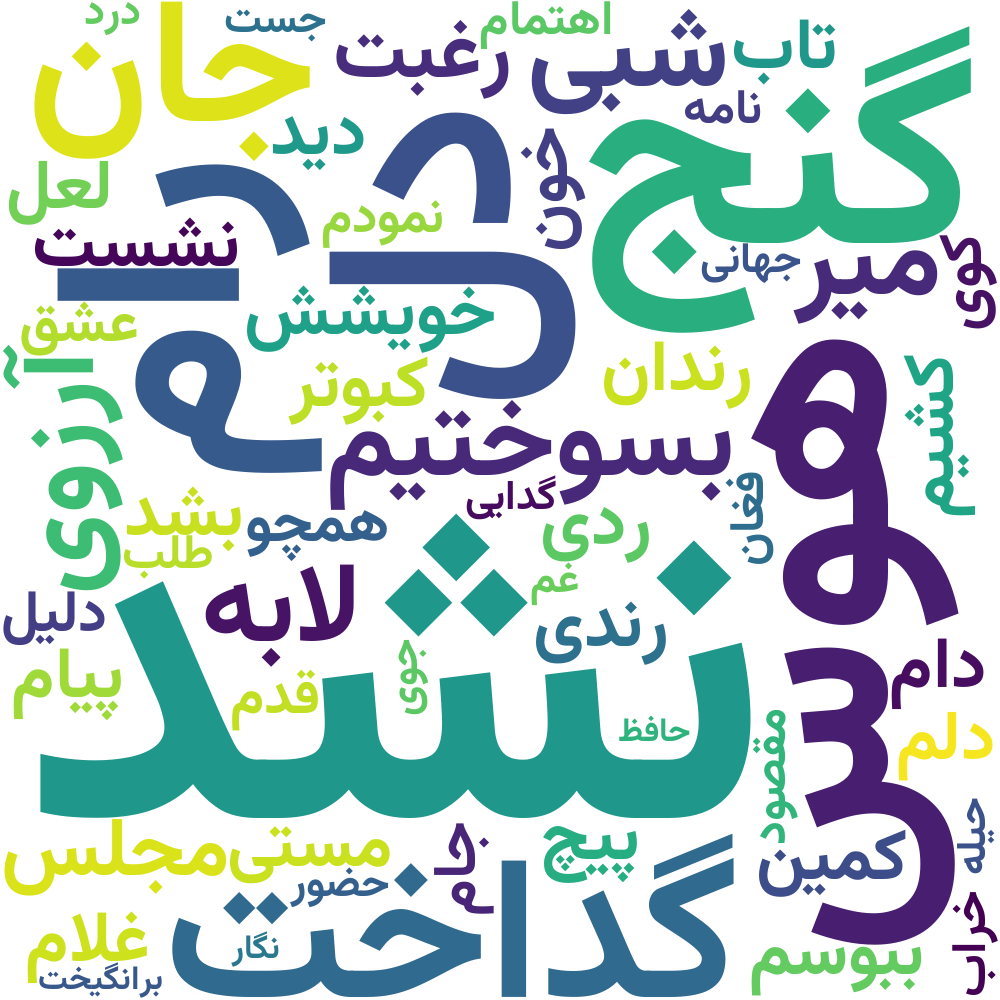 درد
جست
اهتمام
جان
رغبت
شبی
تاب
نامه
گنج
دید
کرد
خون
لعل
نمودم
نشست
جهانی
میر
کوی
خویشش
عشق
رندان
کبوتر
کشیم
آرزوی
بسوختیم
هوس
گدایی
فغان
بشد
همچو
ردی
طلب
غم
لابه
دلیل
رندی
نشد
پیام
قدم
جوی
دام
حافظ
دلم
مقصود
مجلس
مستی
جام
پیچ
کمین
حیله
حضور
گداخت
غلام
نگار
برانگیخت
ببوسم
خراب